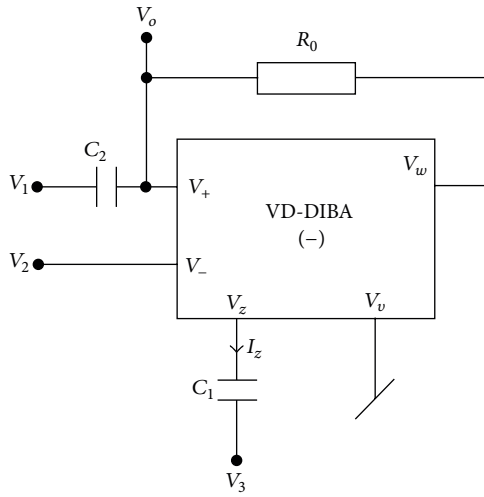 V_o
R_0
C_2
V_1
V_+
V_w
VD-DIBA
(−)
V_2
V_−
V_z
V_v
I_z
C_1
V_3